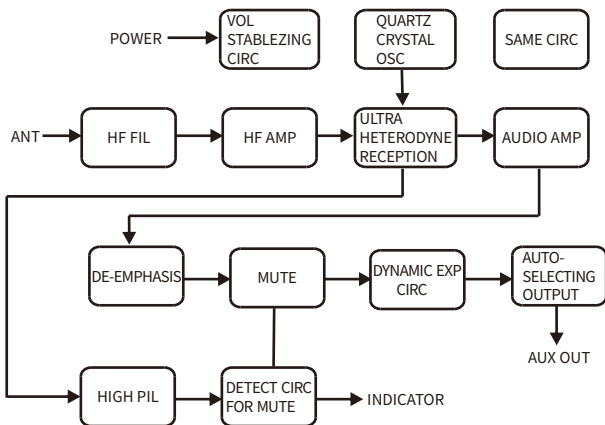 POWER
VOL
STABLEZING
CIRC
QUARTZ
CRYSTAL
OSC
SAME CIRC
ANT
HF FIL
HF AMP
ULTRA
HETERODYNE
RECEPTION
AUDIO AMP
DE-EMPHASIS
MUTE
DYNAMIC EXP
CIRC
AUTO-
SELECTING
OUTPUT
AUX OUT
HIGH PIL
DETECT CIRC
FOR MUTE
INDICATOR